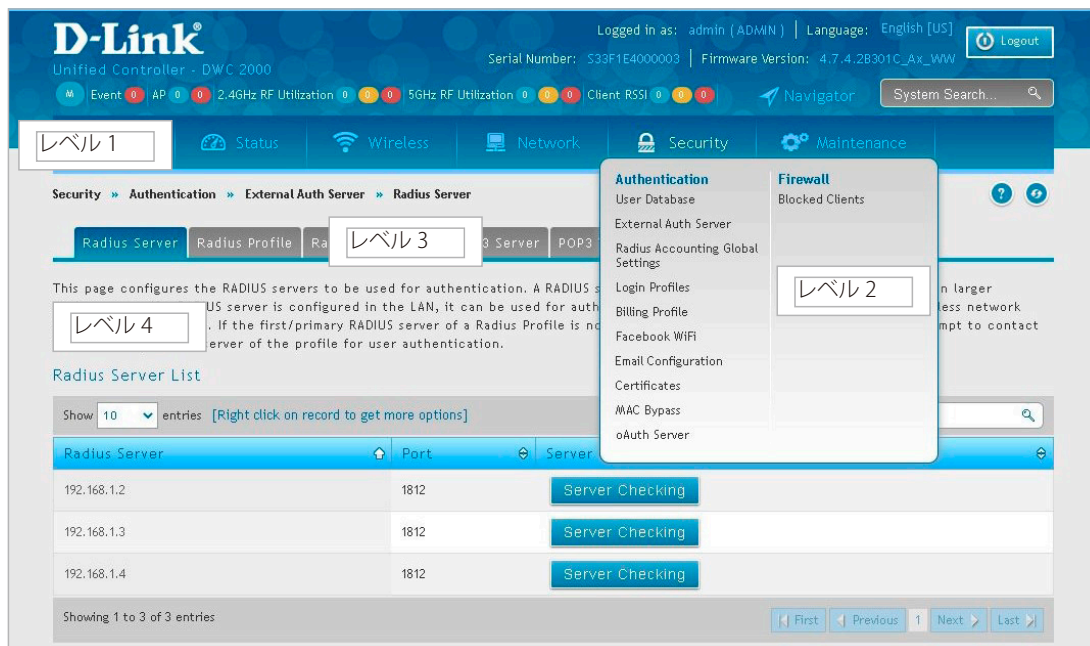 D-Link®
Unified Controller - DWC 2000
Logged in as: admin ( ADMIN ) | Language: English [US]
Logout
Serial Number: S33F1E4000003 | Firmware Version: 4.7.4.2B301C_Ax_WW
Event 0 AP 0 0 2.4GHz RF Utilization 0 0 0 5GHz RF Utilization 0 0 0 Client RSSI 0 0 0
Navigator
System Search...
レベル 1
Status
Wireless
Network
Security
Maintenance
Security » Authentication » External Auth Server » Radius Server
Radius Server
Radius Profile
Ra
レベル 3
3 Server
POP3
Authentication
User Database
External Auth Server
Radius Accounting Global
Settings
Login Profiles
Billing Profile
Facebook WiFi
Email Configuration
Certificates
MAC Bypass
oAuth Server
Firewall
Blocked Clients
レベル 2
This page configures the RADIUS servers to be used for authentication. A RADIUS s
n larger
US server is configured in the LAN, it can be used for auth
less network
レベル 4
. If the first/primary RADIUS server of a Radius Profile is no
mpt to contact
erver of the profile for user authentication.
Radius Server List
Show 10 entries [Right click on record to get more options]
Radius Server
Port
Server
192.168.1.2 1812 Server Checking
192.168.1.3 1812 Server Checking
192.168.1.4 1812 Server Checking
Showing 1 to 3 of 3 entries
First Previous 1 Next Last